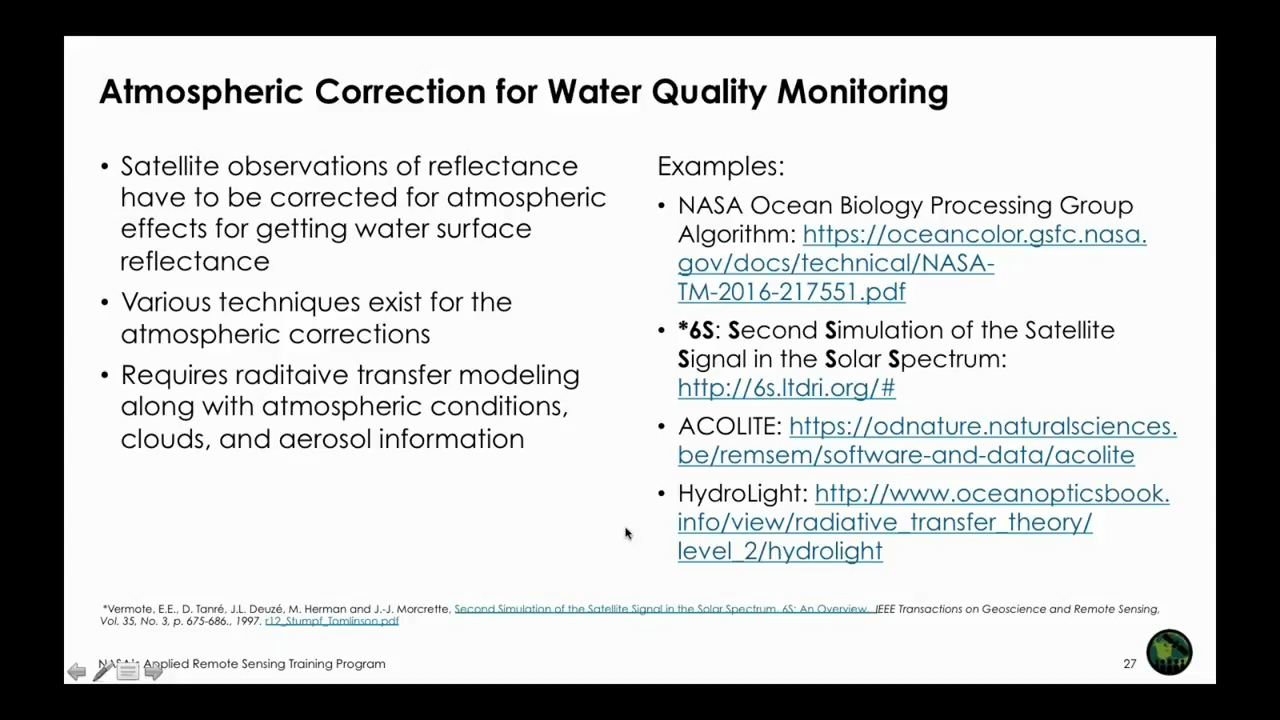 Atmospheric Correction for Water Quality Monitoring
• Satellite observations of reflectance
have to be corrected for atmospheric
effects for getting water surface
reflectance
• Various techniques exist for the
atmospheric corrections
• Requires raditaive transfer modeling
along with atmospheric conditions,
clouds, and aerosol information
Examples:
• NASA Ocean Biology Processing Group
Algorithm: https://oceancolor.gsfc.nasa.
gov/docs/technical/NASA-
TM-2016-217551.pdf
• *6S: Second Simulation of the Satellite
Signal in the Solar Spectrum:
http://6s.ltdri.org/#
• ACOLITE: https://odnature.naturalsciences.
be/remsem/software-and-data/acolite
• HydroLight: http://www.oceanopticsbook.
info/view/radiative_transfer_theory/
level_2/hydrolight
*Vermote, E.E., D. Tanré, J.L. Deuzé, M. Herman and J.-J. Morcrette, Second Simulation of the Satellite Signal in the Solar Spectrum, 6S: An Overview. IEEE Transactions on Geoscience and Remote Sensing,
Vol. 35, No. 3, p. 675-686., 1997. r12_Stumpf_Tomlinson.pdf
NASA's Applied Remote Sensing Training Program
27